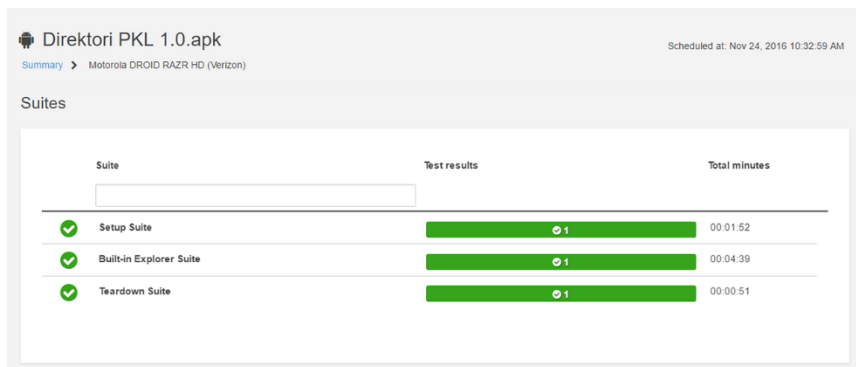 Direktori PKL 1.0.apk
Scheduled at: Nov 24, 2016 10:32:59 AM
Summary > Motorola DROID RAZR HD (Verizon)
Suites
Suite Test results Total minutes
Setup Suite 1 00:01:52
Built-in Explorer Suite 1 00:04:39
Teardown Suite 1 00:00:51